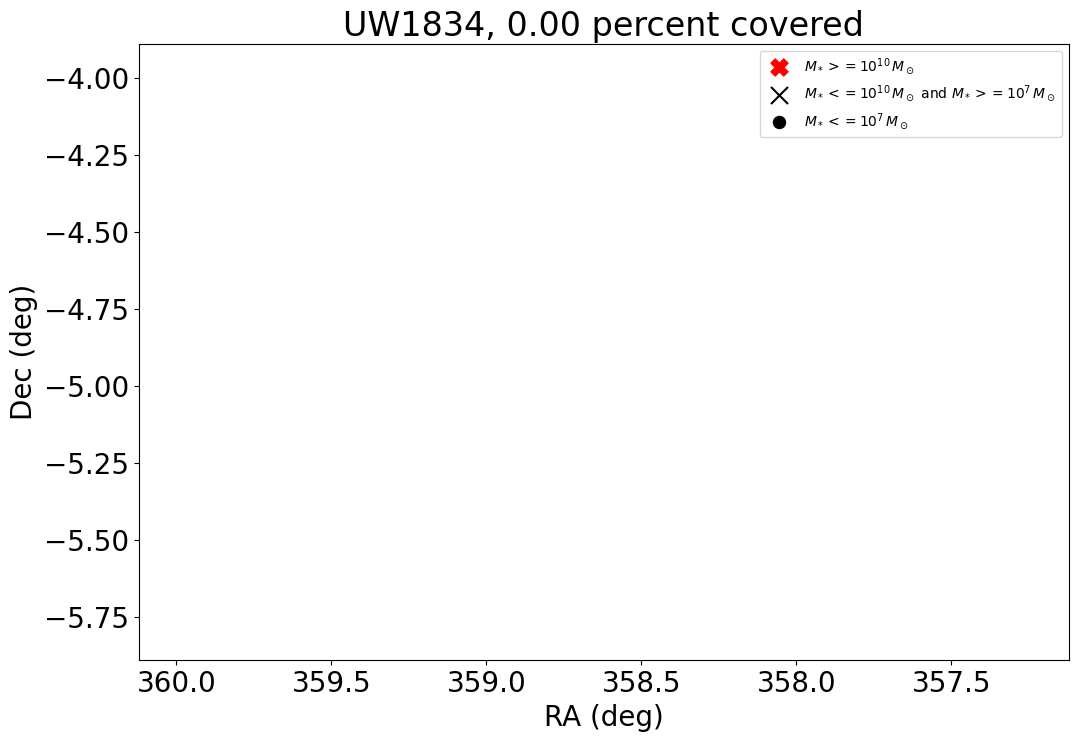 UW1834, 0.00 percent covered
M* >= 10^10 M⊙
M* <= 10^10 M⊙ and M* >= 10^7 M⊙
M* <= 10^7 M⊙
−4.00
−4.25
−4.50
−4.75
−5.00
−5.25
−5.50
−5.75
Dec (deg)
360.0 359.5 359.0 358.5 358.0 357.5
RA (deg)